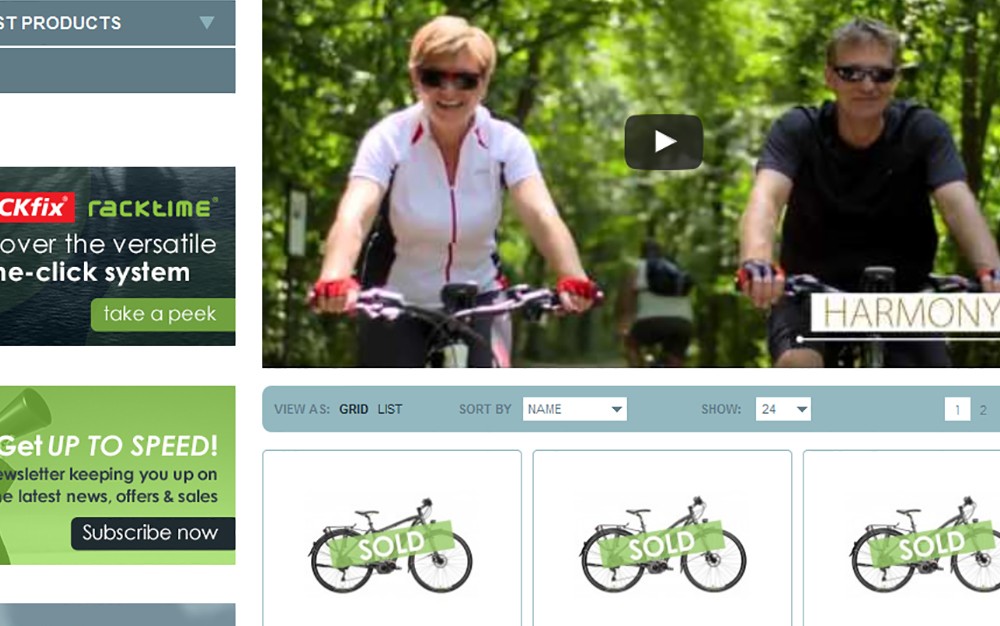 ST PRODUCTS
CKfix® racktime®
over the versatile
ne-click system
take a peek
Get UP TO SPEED!
ewsletter keeping you up on
e latest news, offers & sales
Subscribe now
HARMONY
VIEW AS: GRID LIST SORT BY NAME SHOW: 24 1 2
SOLD SOLD SOLD